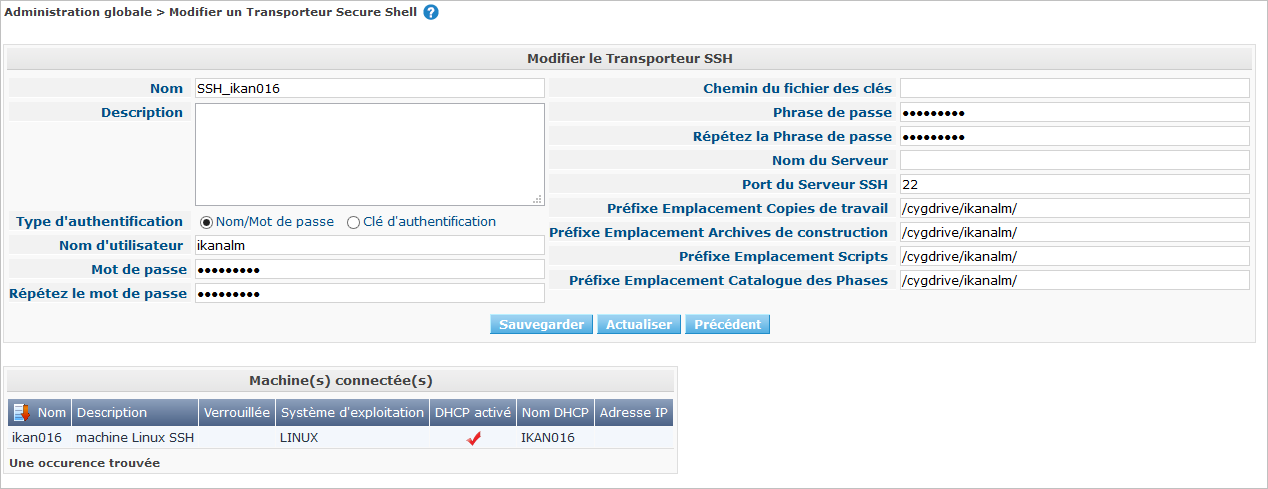 Administration globale > Modifier un Transporteur Secure Shell ?
Modifier le Transporteur SSH
Nom SSH_ikan016
Description
Type d'authentification Nom/Mot de passe Clé d'authentification
Nom d'utilisateur ikanalm
Mot de passe •••••••••
Répétez le mot de passe •••••••••
Chemin du fichier des clés
Phrase de passe •••••••••
Répétez la Phrase de passe •••••••••
Nom du Serveur
Port du Serveur SSH 22
Préfixe Emplacement Copies de travail /cygdrive/ikanalm/
Préfixe Emplacement Archives de construction /cygdrive/ikanalm/
Préfixe Emplacement Scripts /cygdrive/ikanalm/
Préfixe Emplacement Catalogue des Phases /cygdrive/ikanalm/
Sauvegarder Actualiser Précédent
Machine(s) connectée(s)
Nom Description Verrouillée Système d'exploitation DHCP activé Nom DHCP Adresse IP
ikan016 machine Linux SSH LINUX IKAN016
Une occurence trouvée